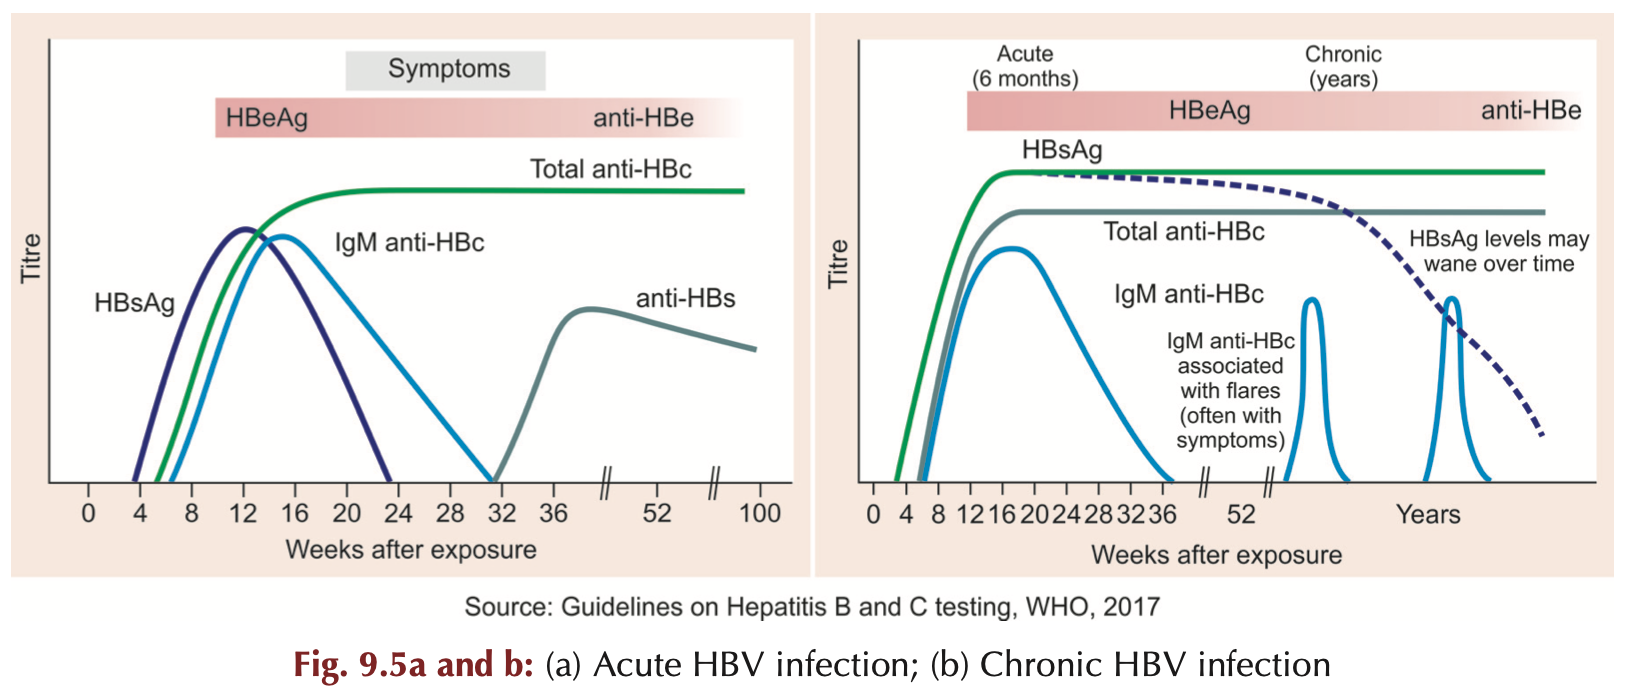 Symptoms
HBeAg anti-HBe
Total anti-HBc
IgM anti-HBc
HBsAg
anti-HBs
Titre
0 4 8 12 16 20 24 28 32 36 52 100
Weeks after exposure
Acute
(6 months)
Chronic
(years)
HBeAg anti-HBe
HBsAg
Total anti-HBc
HBsAg levels may
wane over time
IgM anti-HBc
IgM anti-HBc
associated
with flares
(often with
symptoms)
Titre
0 4 8 12 16 20 24 28 32 36 52 Years
Weeks after exposure
Source: Guidelines on Hepatitis B and C testing, WHO, 2017
Fig. 9.5a and b: (a) Acute HBV infection; (b) Chronic HBV infection